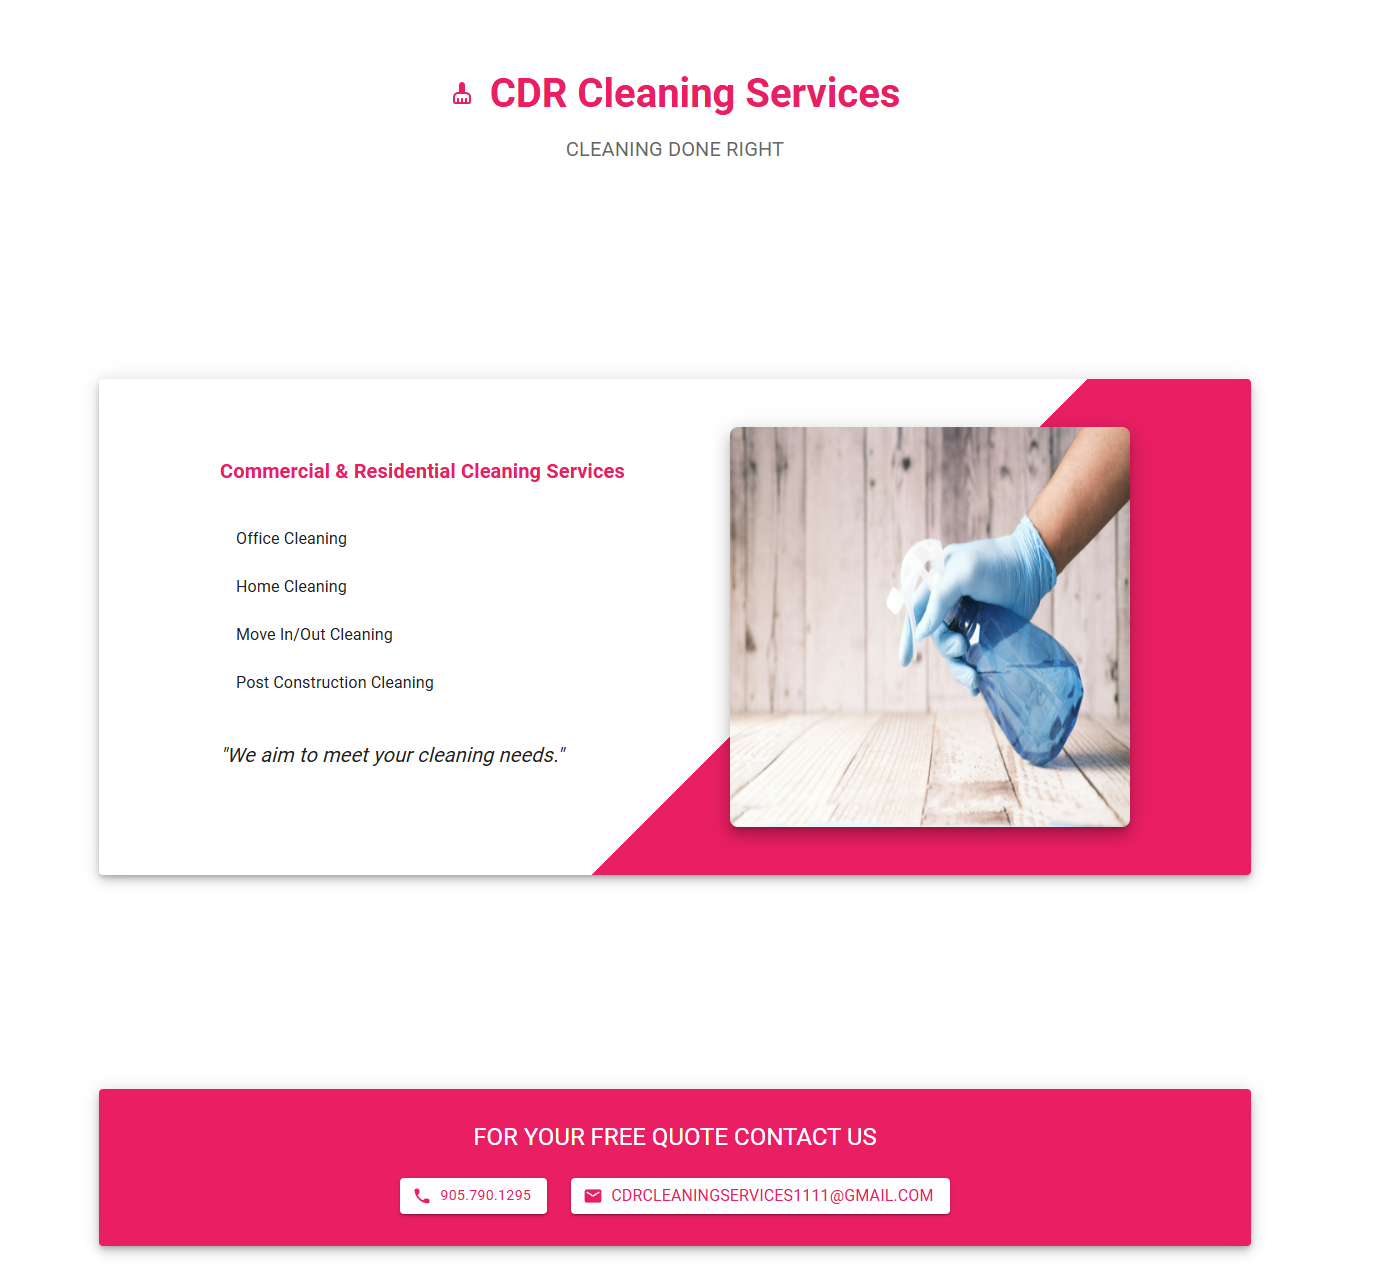 CDR Cleaning Services
CLEANING DONE RIGHT
Commercial & Residential Cleaning Services
Office Cleaning
Home Cleaning
Move In/Out Cleaning
Post Construction Cleaning
"We aim to meet your cleaning needs."
FOR YOUR FREE QUOTE CONTACT US
905.790.1295
CDRCLEANINGSERVICES1111@GMAIL.COM